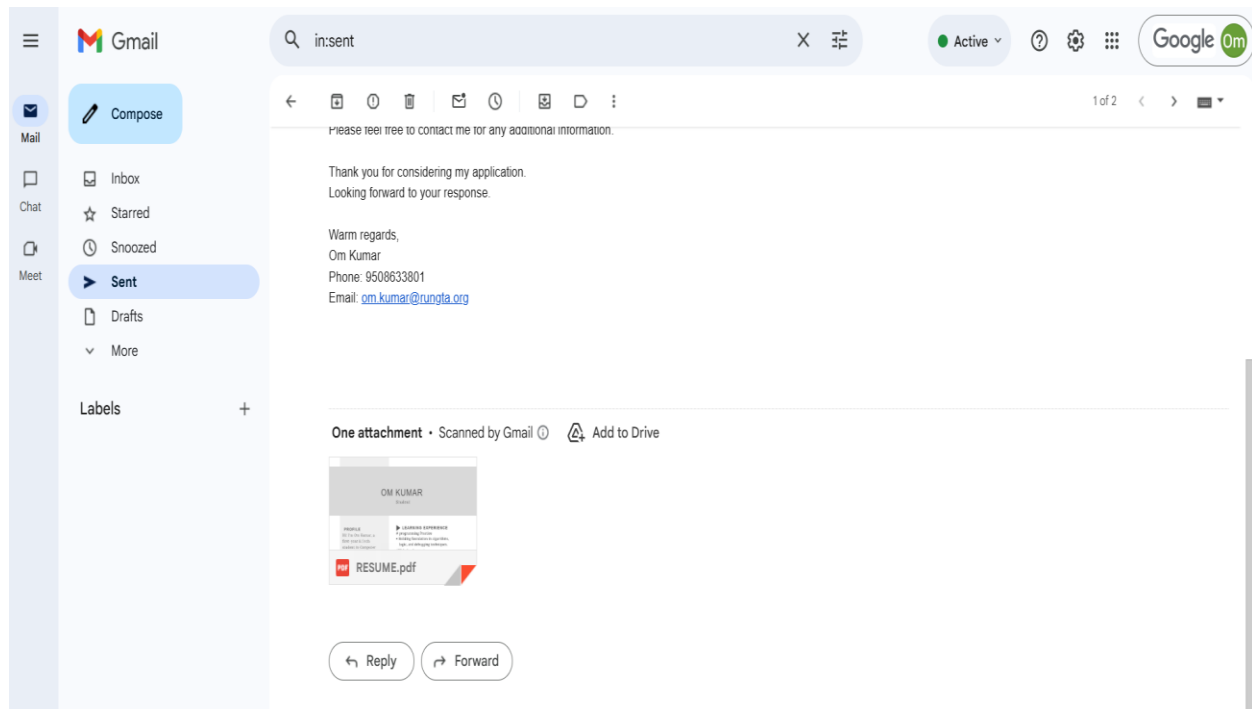 Gmail
in:sent
Active
Google Om
Mail
Chat
Meet
Compose
Inbox
Starred
Snoozed
Sent
Drafts
More
Labels
1 of 2
Please feel free to contact me for any additional information.
Thank you for considering my application.
Looking forward to your response.
Warm regards,
Om Kumar
Phone: 9508633801
Email: om.kumar@rungta.org
One attachment • Scanned by Gmail Add to Drive
OM KUMAR
PROFILE
LEARNING EXPERIENCE
PDF RESUME.pdf
Reply
Forward